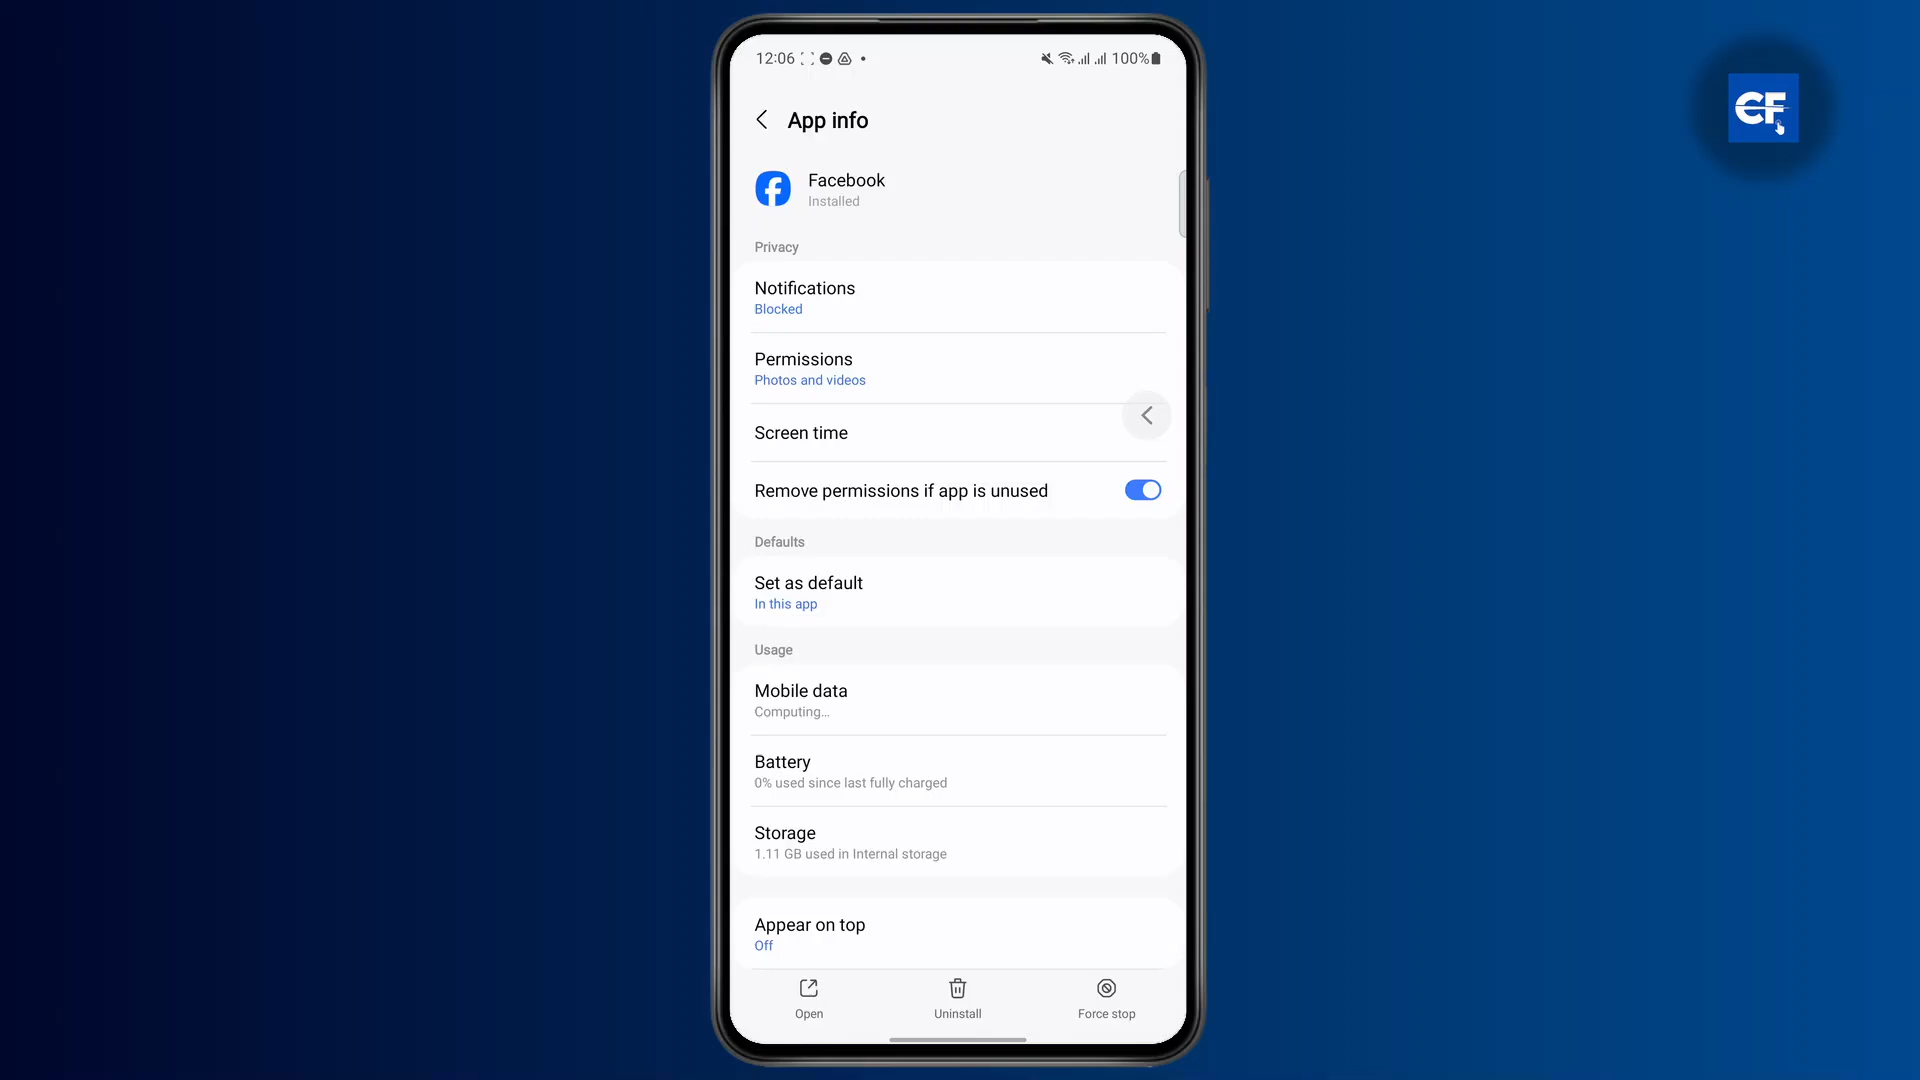 12:06 100%
CF
App info
Facebook
Installed
Privacy
Notifications
Blocked
Permissions
Photos and videos
Screen time
Remove permissions if app is unused
Defaults
Set as default
In this app
Usage
Mobile data
Computing...
Battery
0% used since last fully charged
Storage
1.11 GB used in Internal storage
Appear on top
Off
Open Uninstall Force stop